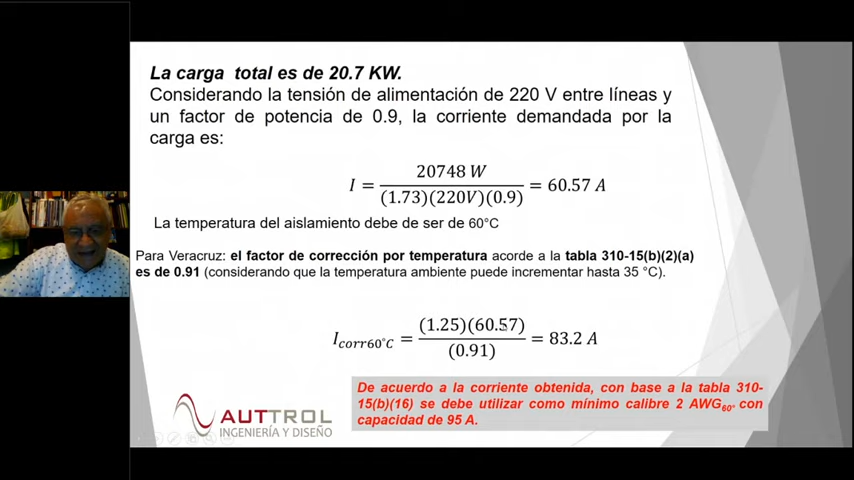 La carga total es de 20.7 KW.
Considerando la tensión de alimentación de 220 V entre líneas y
un factor de potencia de 0.9, la corriente demandada por la
carga es:
I = 20748 W / (1.73)(220V)(0.9) = 60.57 A
La temperatura del aislamiento debe de ser de 60°C
Para Veracruz: el factor de corrección por temperatura acorde a la tabla 310-15(b)(2)(a)
es de 0.91 (considerando que la temperatura ambiente puede incrementar hasta 35 °C).
I corr60°C = (1.25)(60.57) / (0.91) = 83.2 A
De acuerdo a la corriente obtenida, con base a la tabla 310-
15(b)(16) se debe utilizar como mínimo calibre 2 AWG60° con
capacidad de 95 A.
AUTTROL
INGENIERÍA Y DISEÑO